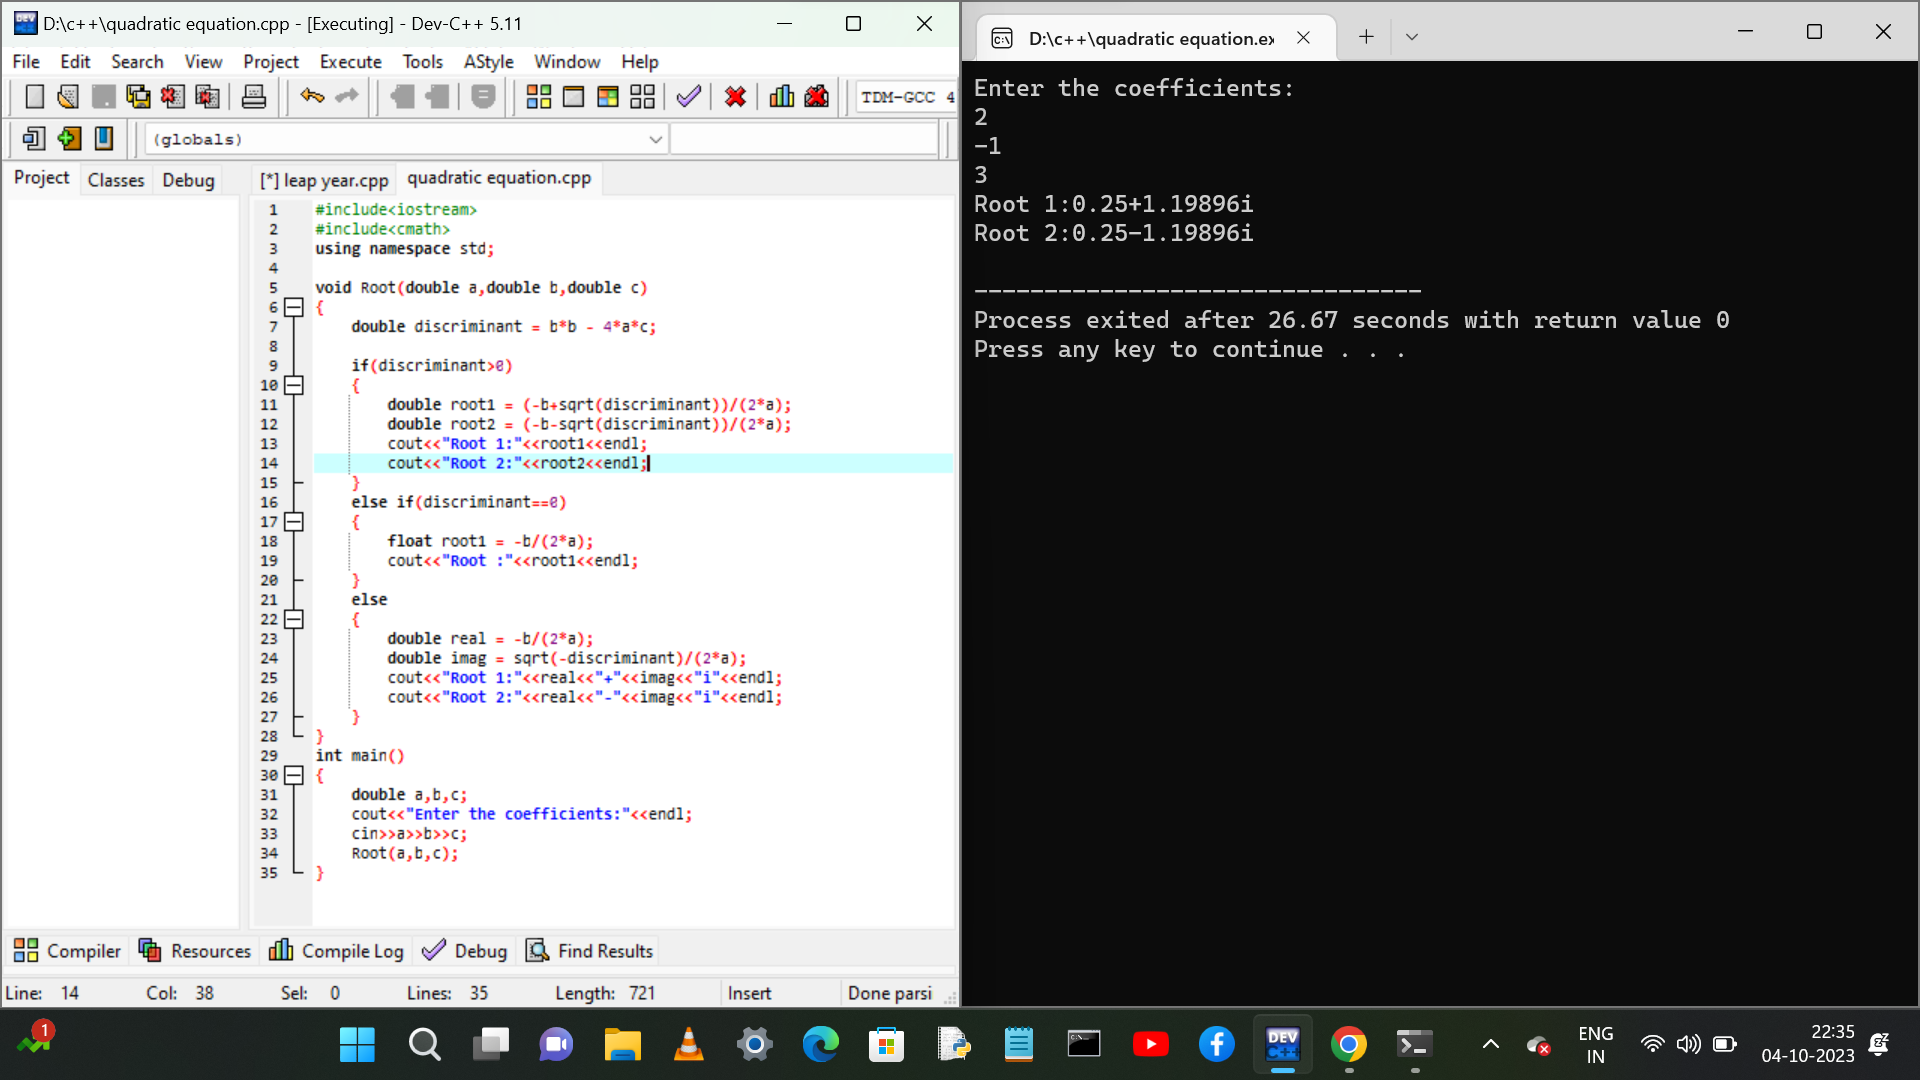 D:\c++\quadratic equation.cpp - [Executing] - Dev-C++ 5.11
File Edit Search View Project Execute Tools AStyle Window Help
TDM-GCC 4
(globals)
Project Classes Debug
[*] leap year.cpp quadratic equation.cpp
1 #include<iostream>
2 #include<cmath>
3 using namespace std;
4
5 void Root(double a,double b,double c)
6 {
7 double discriminant = b*b - 4*a*c;
8
9 if(discriminant>0)
10 {
11 double root1 = (-b+sqrt(discriminant))/(2*a);
12 double root2 = (-b-sqrt(discriminant))/(2*a);
13 cout<<"Root 1:"<<root1<<endl;
14 cout<<"Root 2:"<<root2<<endl;
15 }
16 else if(discriminant==0)
17 {
18 float root1 = -b/(2*a);
19 cout<<"Root :"<<root1<<endl;
20 }
21 else
22 {
23 double real = -b/(2*a);
24 double imag = sqrt(-discriminant)/(2*a);
25 cout<<"Root 1:"<<real<<"+"<<imag<<"i"<<endl;
26 cout<<"Root 2:"<<real<<"-"<<imag<<"i"<<endl;
27 }
28 }
29 int main()
30 {
31 double a,b,c;
32 cout<<"Enter the coefficients:"<<endl;
33 cin>>a>>b>>c;
34 Root(a,b,c);
35 }
Compiler Resources Compile Log Debug Find Results
Line: 14 Col: 38 Sel: 0 Lines: 35 Length: 721 Insert Done parsi
D:\c++\quadratic equation.ex
Enter the coefficients:
2
-1
3
Root 1:0.25+1.19896i
Root 2:0.25-1.19896i
--------------------------------
Process exited after 26.67 seconds with return value 0
Press any key to continue . . .
1
DEV
C++
ENG
IN
22:35
04-10-2023